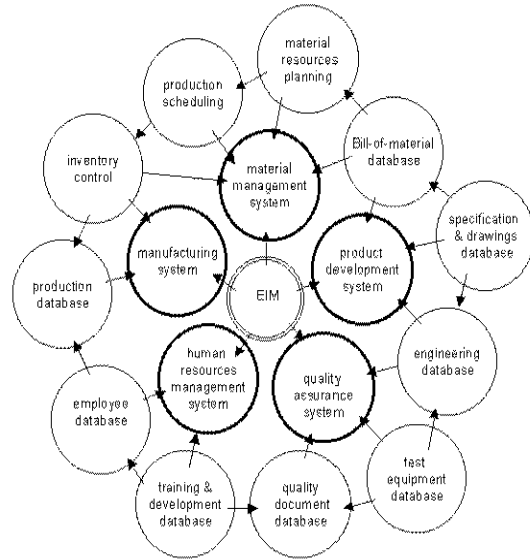 material
resources
planning
production
scheduling
Bill-of-material
database
inventory
control
material
management
system
specification
& drawings
database
manufacturing
system
product
development
system
production
database
EIM
human
resources
management
system
quality
assurance
system
engineering
database
employee
database
training &
development
database
quality
document
database
test
equipment
database